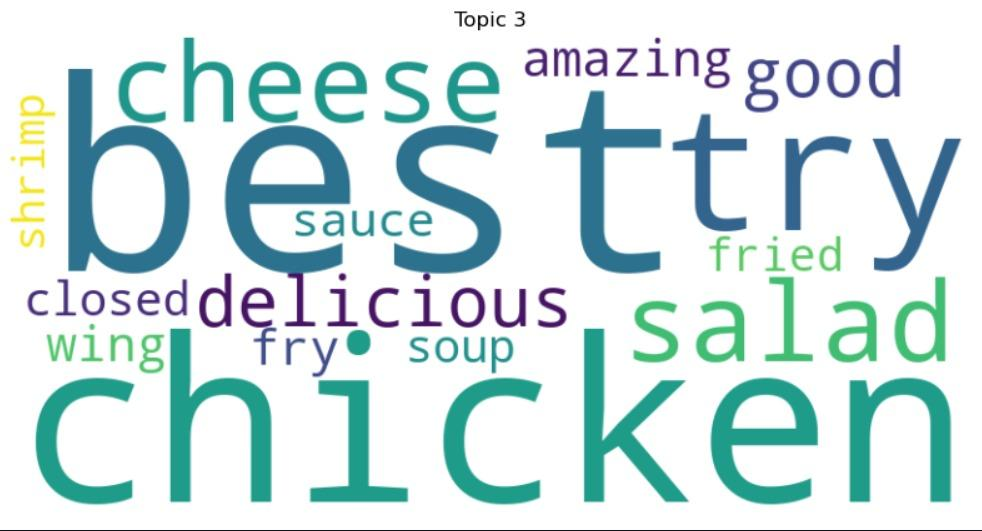 Topic 3
cheese
amazing
good
shrimp
best
try
sauce
fried
closed
delicious
salad
wing
fry
soup
chicken